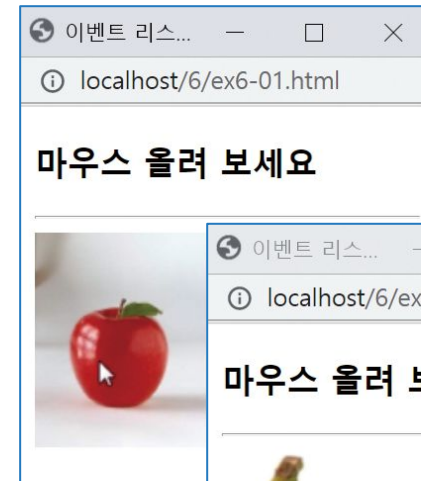 이벤트 리스...
localhost/6/ex6-01.html
마우스 올려 보세요
이벤트 리스...
localhost/6/ex
마우스 올려